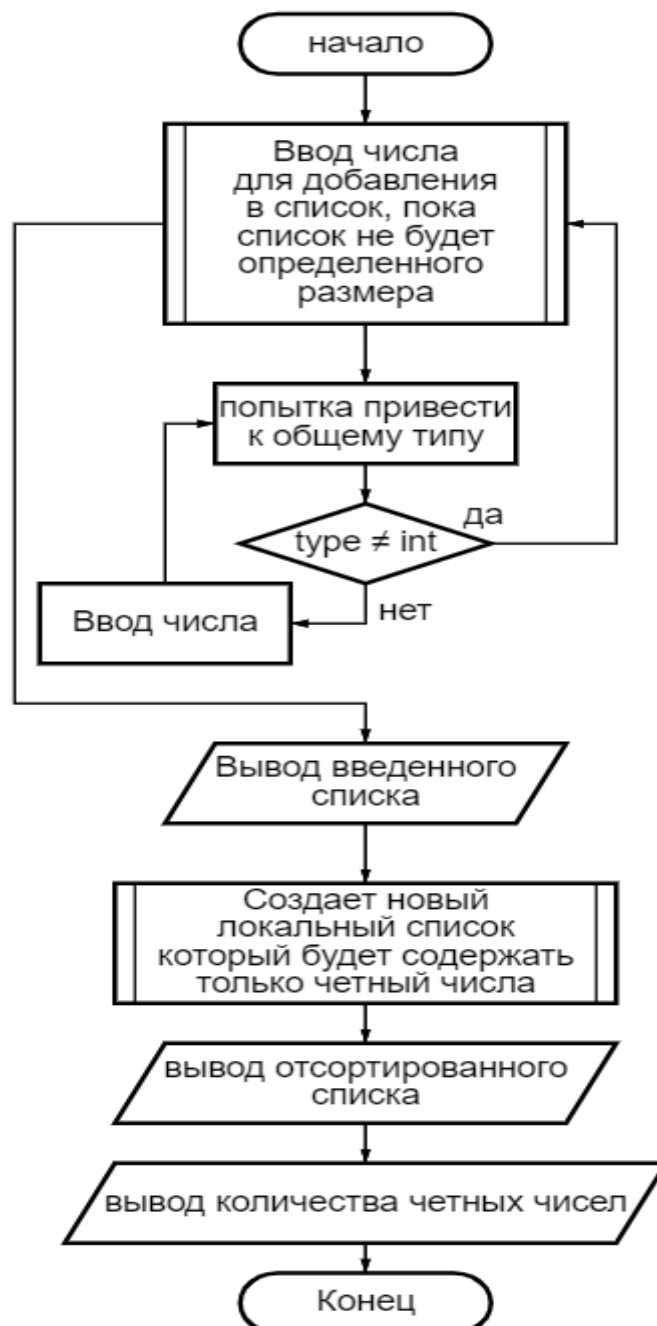 начало
Ввод числа
для добавления
в список, пока
список не будет
определенного
размера
попытка привести
к общему типу
type ≠ int
да
нет
Ввод числа
Вывод введенного
списка
Создает новый
локальный список
который будет содержать
только четный числа
вывод отсортированного
списка
вывод количества четных чисел
Конец